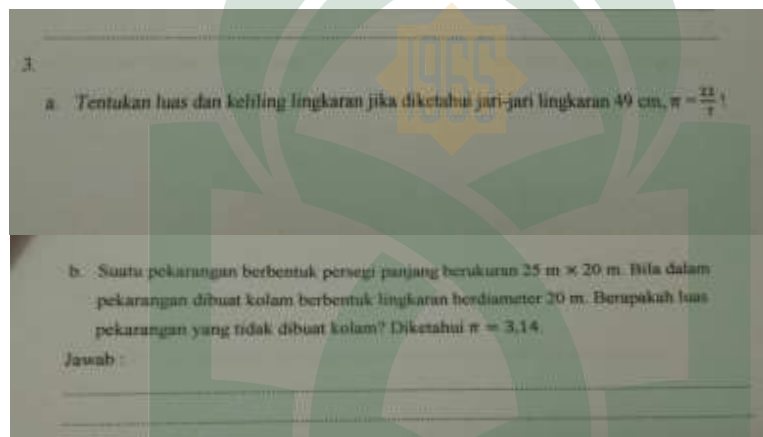 1965
3.
a. Tentukan luas dan keliling lingkaran jika diketahui jari-jari lingkaran 49 cm, π = 22/7 !
b. Suatu pekarangan berbentuk persegi panjang berukuran 25 m × 20 m. Bila dalam
pekarangan dibuat kolam berbentuk lingkaran berdiameter 20 m. Berapakah luas
pekarangan yang tidak dibuat kolam? Diketahui π = 3,14.
Jawab :